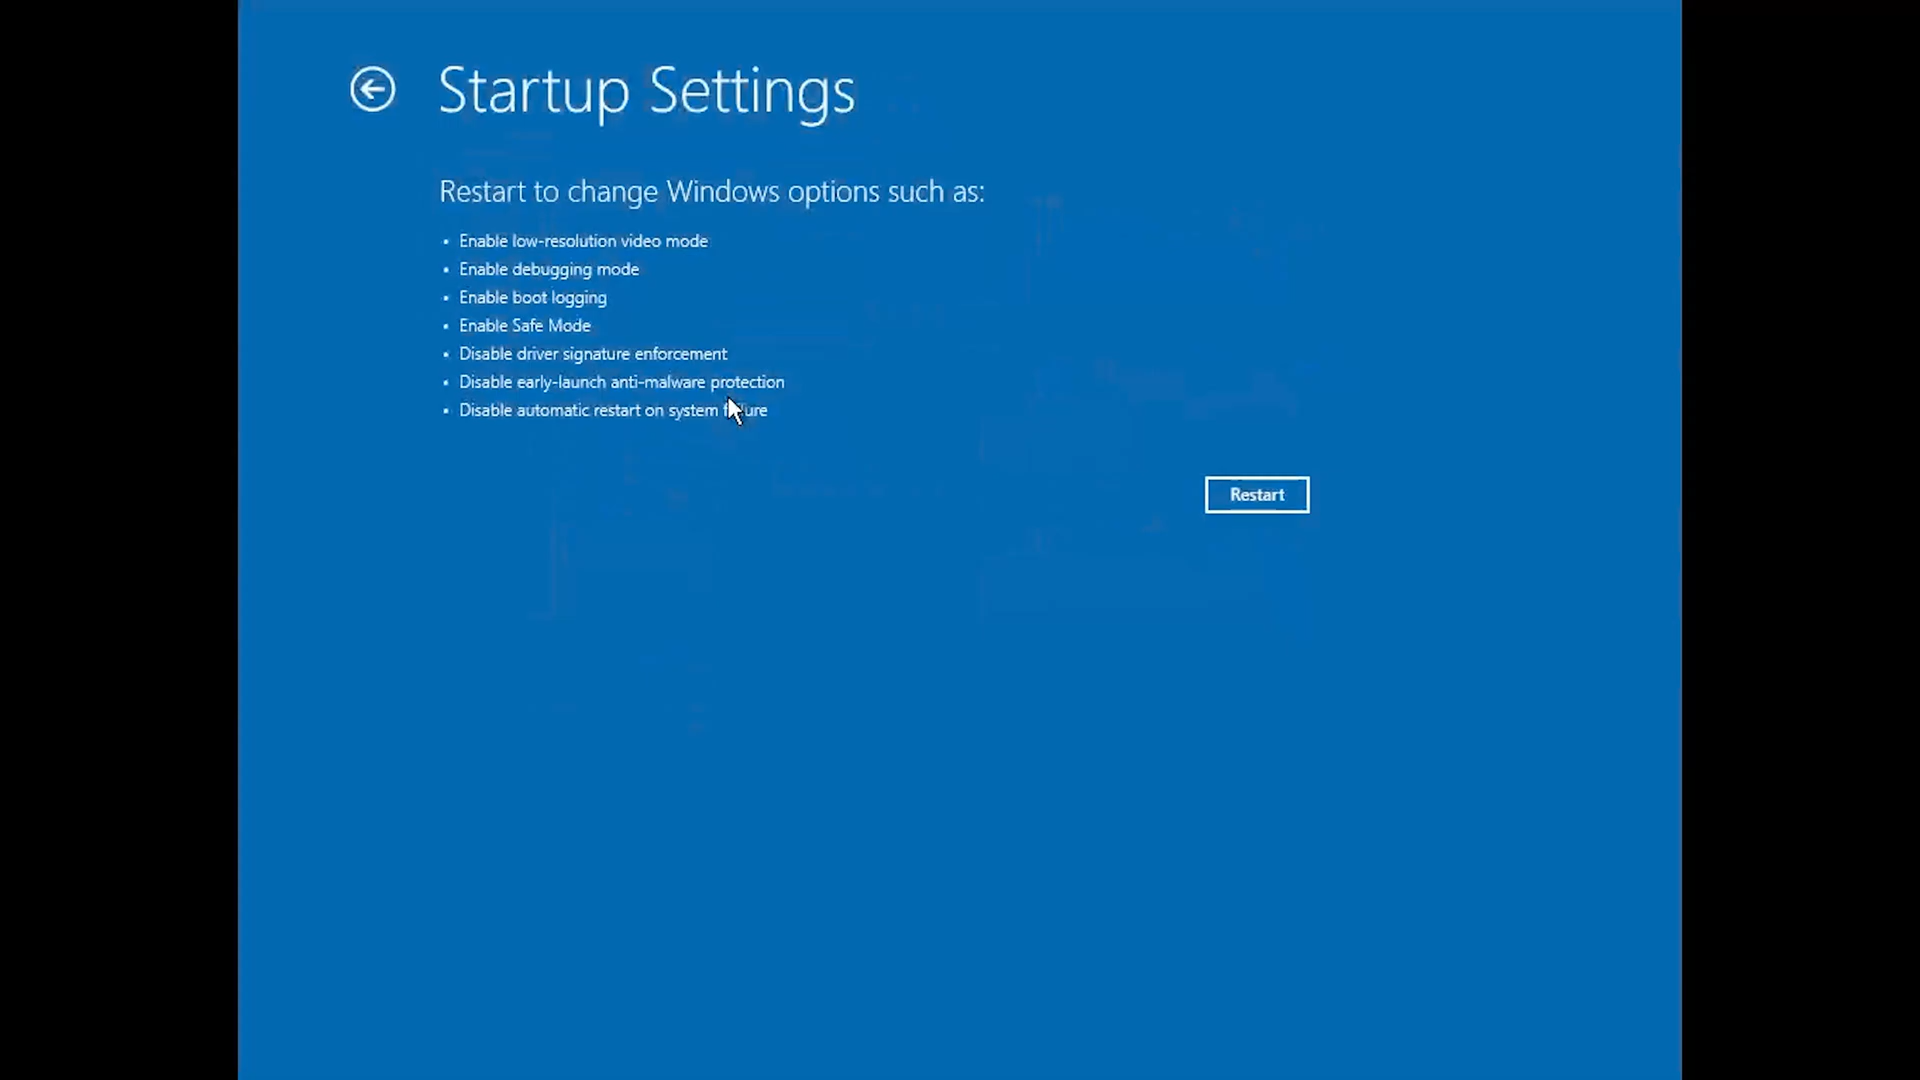 Startup Settings
Restart to change Windows options such as:
• Enable low-resolution video mode
• Enable debugging mode
• Enable boot logging
• Enable Safe Mode
• Disable driver signature enforcement
• Disable early-launch anti-malware protection
• Disable automatic restart on system failure
Restart